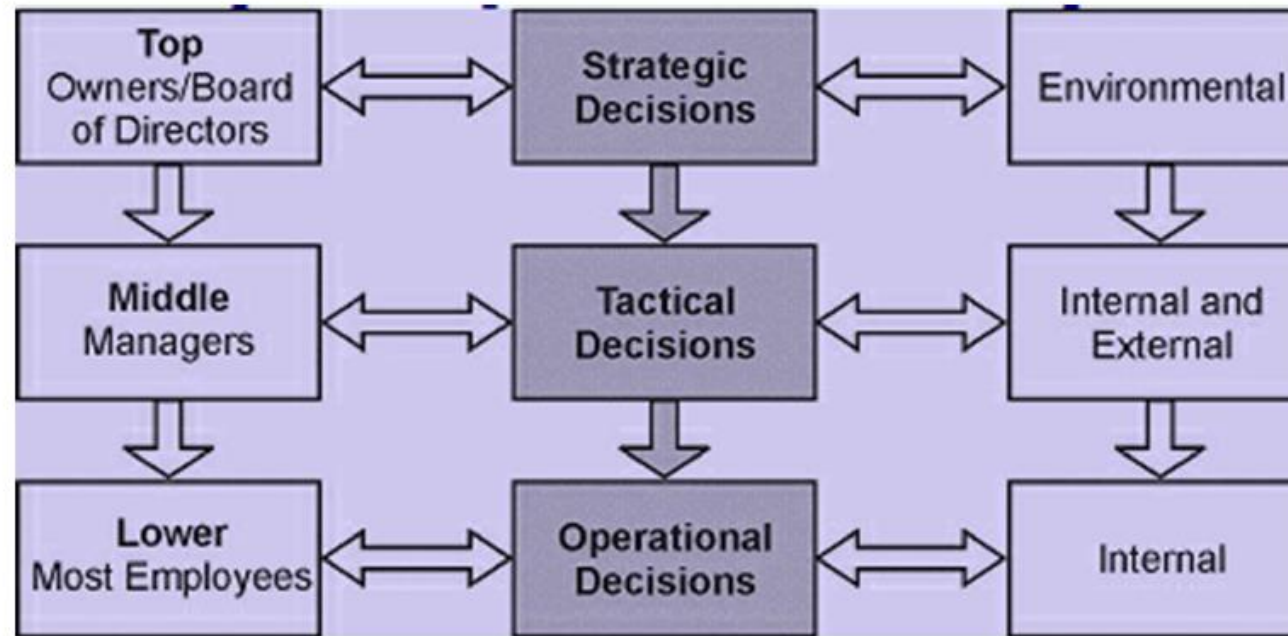 Top
Owners/Board
of Directors
Strategic
Decisions
Environmental
Middle
Managers
Tactical
Decisions
Internal and
External
Lower
Most Employees
Operational
Decisions
Internal